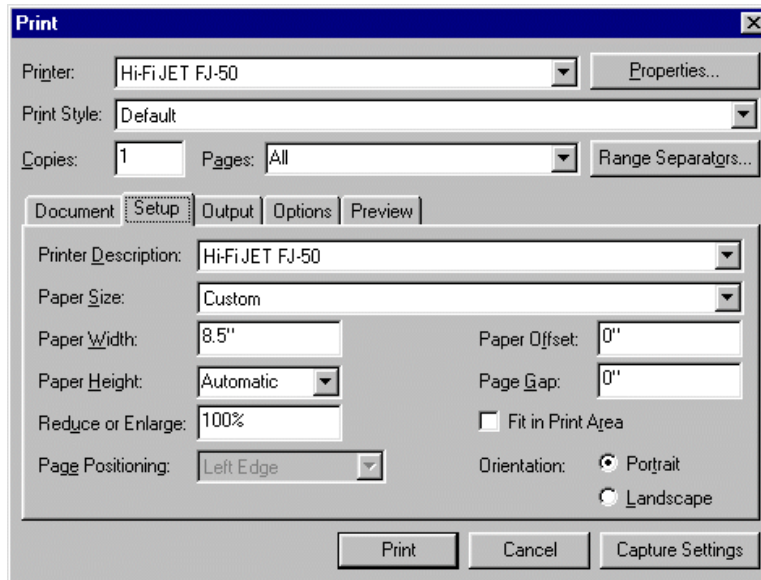 Print
Printer: Hi-Fi JET FJ-50 Properties...
Print Style: Default
Copies: 1 Pages: All Range Separators...
Document Setup Output Options Preview
Printer Description: Hi-Fi JET FJ-50
Paper Size: Custom
Paper Width: 8.5" Paper Offset: 0"
Paper Height: Automatic Page Gap: 0"
Reduce or Enlarge: 100% Fit in Print Area
Page Positioning: Left Edge Orientation: Portrait
Landscape
Print Cancel Capture Settings